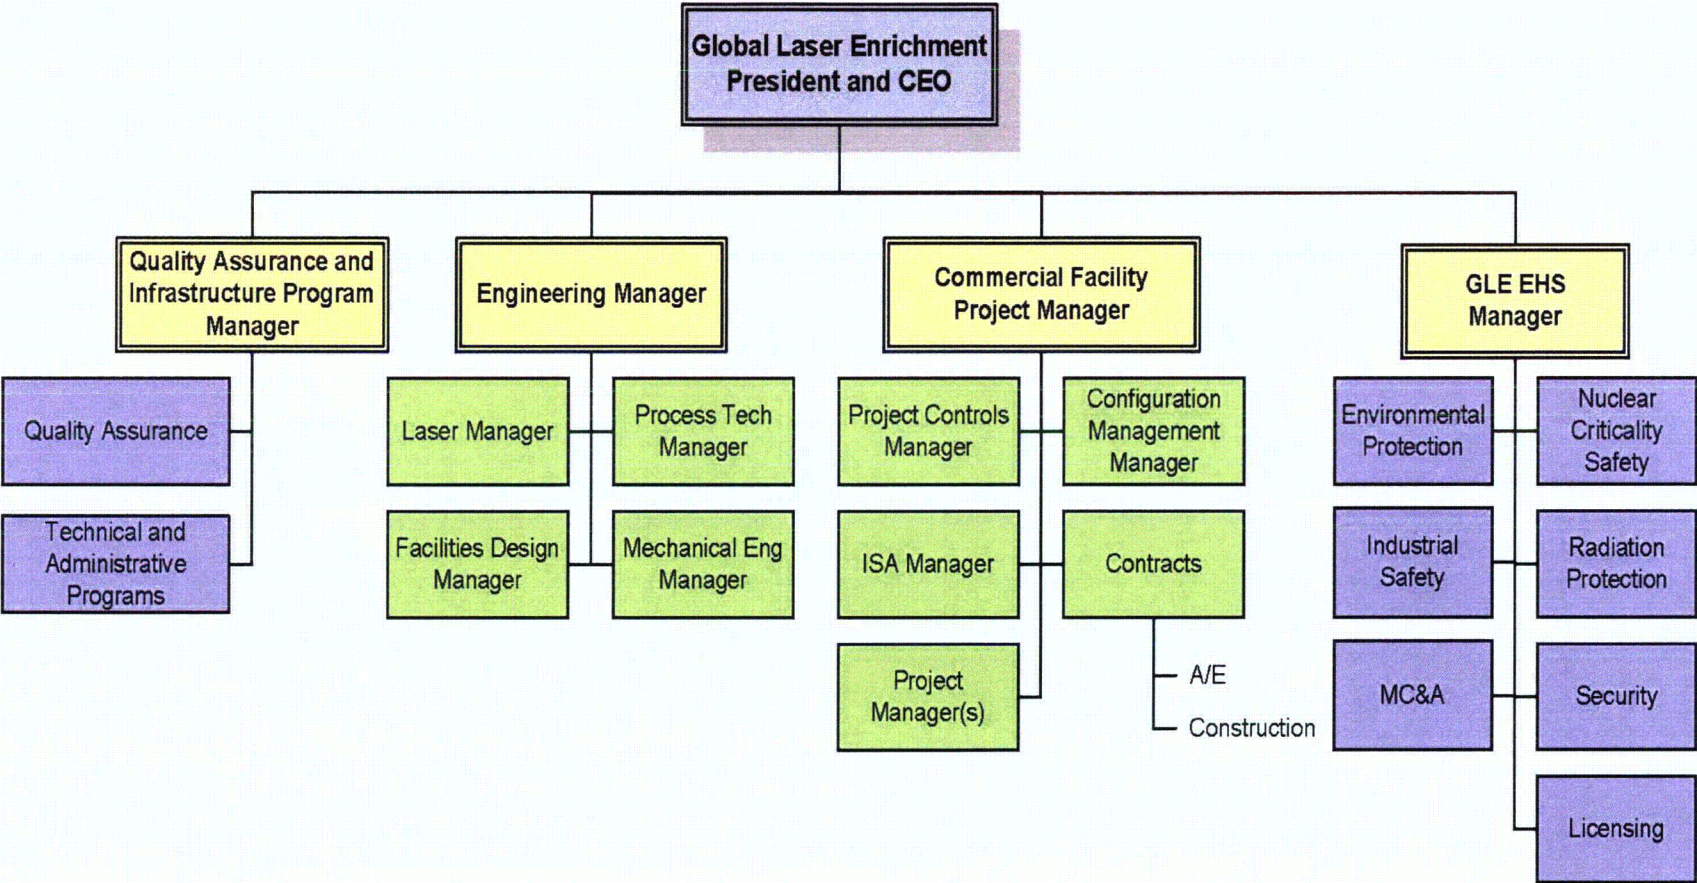 Global Laser Enrichment
President and CEO
Quality Assurance and
Infrastructure Program
Manager
Engineering Manager
Commercial Facility
Project Manager
GLE EHS
Manager
Quality Assurance
Technical and
Administrative
Programs
Laser Manager
Process Tech
Manager
Facilities Design
Manager
Mechanical Eng
Manager
Project Controls
Manager
Configuration
Management
Manager
ISA Manager
Contracts
Project
Manager(s)
A/E
Construction
Environmental
Protection
Nuclear
Criticality
Safety
Industrial
Safety
Radiation
Protection
MC&A
Security
Licensing